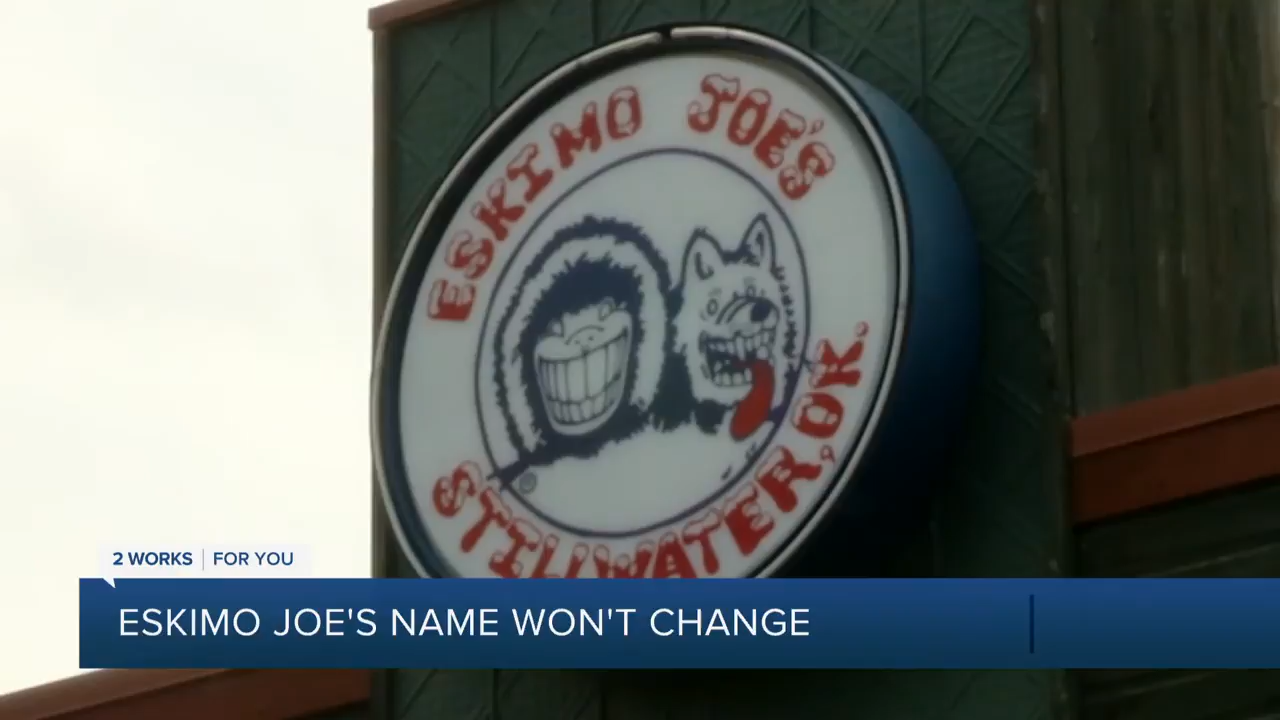 ESKIMO JOE'S
STILLWATER, OK.
®
2 WORKS | FOR YOU
ESKIMO JOE'S NAME WON'T CHANGE